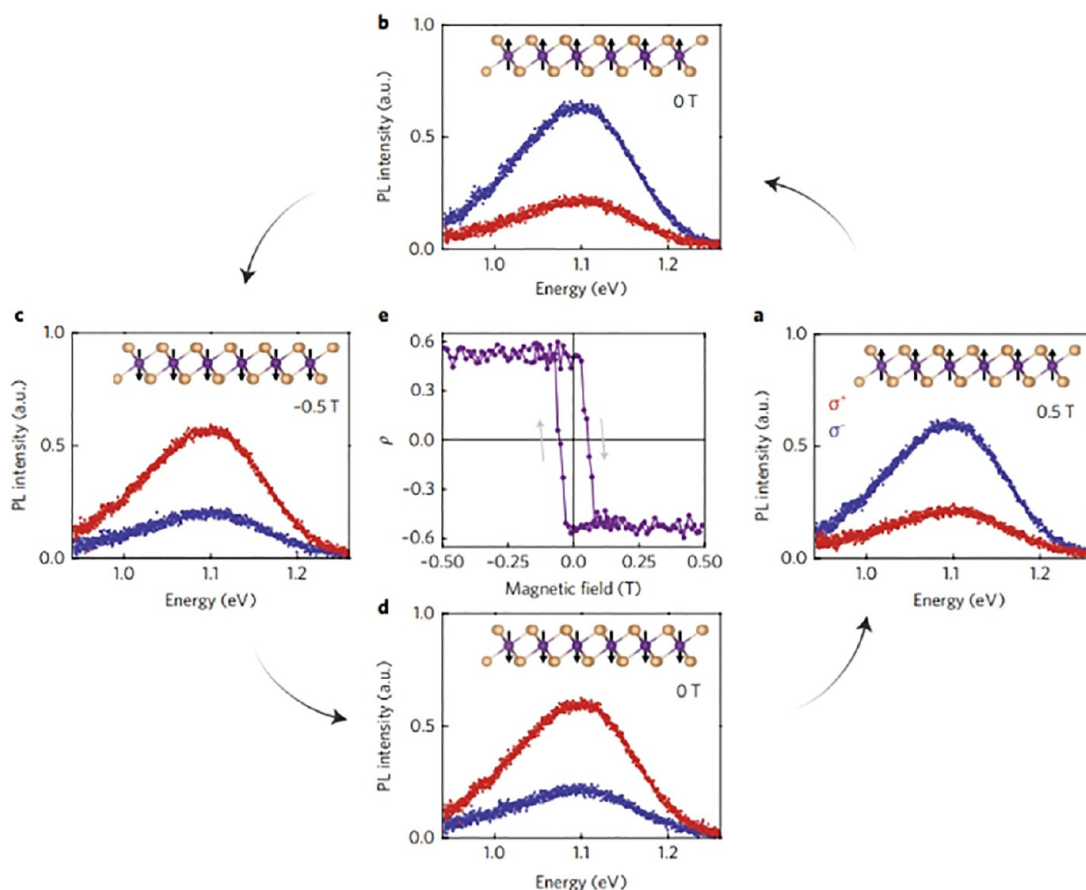 b
1.0
0.5
0.0
PL intensity (a.u.)
0 T
1.0
1.1
1.2
Energy (eV)
c
1.0
0.5
0.0
PL intensity (a.u.)
−0.5 T
1.0
1.1
1.2
Energy (eV)
e
0.6
0.3
0.0
−0.3
−0.6
ρ
−0.50
−0.25
0.0
0.25
0.50
Magnetic field (T)
a
1.0
0.5
0.0
PL intensity (a.u.)
σ⁺
σ⁻
0.5 T
1.0
1.1
1.2
Energy (eV)
d
1.0
0.5
0.0
PL intensity (a.u.)
0 T
1.0
1.1
1.2
Energy (eV)